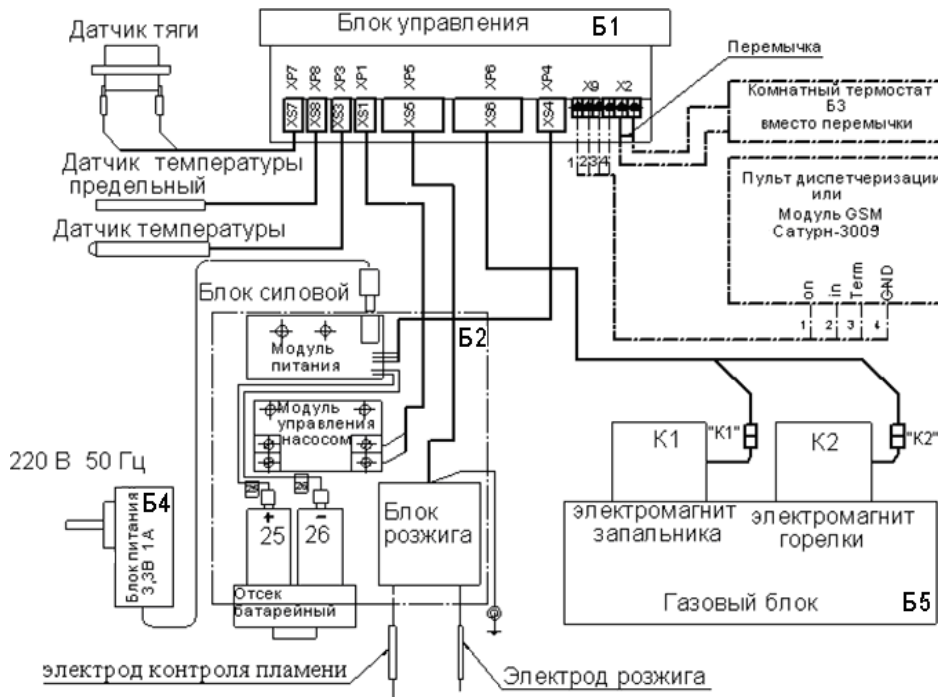 Датчик тяги
Блок управления Б1
Перемычка
XP7 XP8 XP3 XP1 XP5 XP6 XP4 X9 X2
XS7 XS8 XS3 XS1 XS5 XS6 XS4
Комнатный термостат
Б3
вместо перемычки
1 2 3 4
Датчик температуры
предельный
Датчик температуры
Пульт диспетчеризации
или
Модуль GSM
Сатурн-3009
on in Term GND
1 2 3 4
Блок силовой
Б2
Модуль
питания
Модуль
управления
насосом
220 В 50 Гц
Б4
Блок питания
3,3В 1А
25 26
+ -
25 26
Отсек
батарейный
Блок
розжига
К1 "К1" К2 "К2"
электромагнит
запальника
электромагнит
горелки
Газовый блок Б5
электрод контроля пламени
Электрод розжига